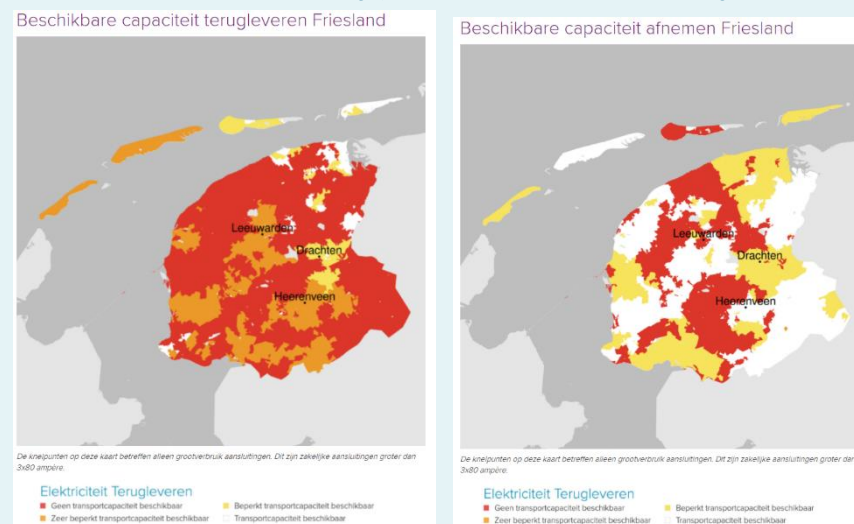 Beschikbare capaciteit terugleveren Friesland
Leeuwarden
Drachten
Heerenveen
De knelpunten op deze kaart betreffen alleen grootverbruik aansluitingen. Dit zijn zakelijke aansluitingen groter dan
3x80 ampère.
Elektriciteit Terugleveren
Geen transportcapaciteit beschikbaar
Beperkt transportcapaciteit beschikbaar
Zeer beperkt transportcapaciteit beschikbaar
Transportcapaciteit beschikbaar
Beschikbare capaciteit afnemen Friesland
Leeuwarden
Drachten
Heerenveen
De knelpunten op deze kaart betreffen alleen grootverbruik aansluitingen. Dit zijn zakelijke aansluitingen groter dan
3x80 ampère.
Elektriciteit Terugleveren
Geen transportcapaciteit beschikbaar
Beperkt transportcapaciteit beschikbaar
Zeer beperkt transportcapaciteit beschikbaar
Transportcapaciteit beschikbaar